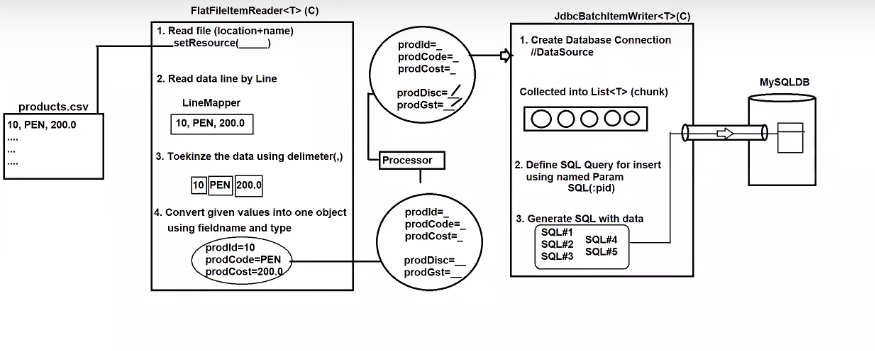 FlatFileItemReader<T> (C)
1. Read file (location+name)
setResource(_____)
2. Read data line by Line
LineMapper
10, PEN, 200.0
3. Toekinze the data using delimeter(,)
10 PEN 200.0
4. Convert given values into one object
using fieldname and type
prodId=10
prodCode=PEN
prodCost=200.0
products.csv
10, PEN, 200.0
....
...
....
prodId=_
prodCode=_
prodCost=_
prodDisc=_
prodGst=_
Processor
prodId=_
prodCode=_
prodCost=_
prodDisc=__
prodGst=__
JdbcBatchItemWriter<T>(C)
1. Create Database Connection
//DataSource
Collected into List<T> (chunk)
2. Define SQL Query for insert
using named Param
SQL(:pid)
3. Generate SQL with data
SQL#1
SQL#2
SQL#3
SQL#4
SQL#5
MySQLDB